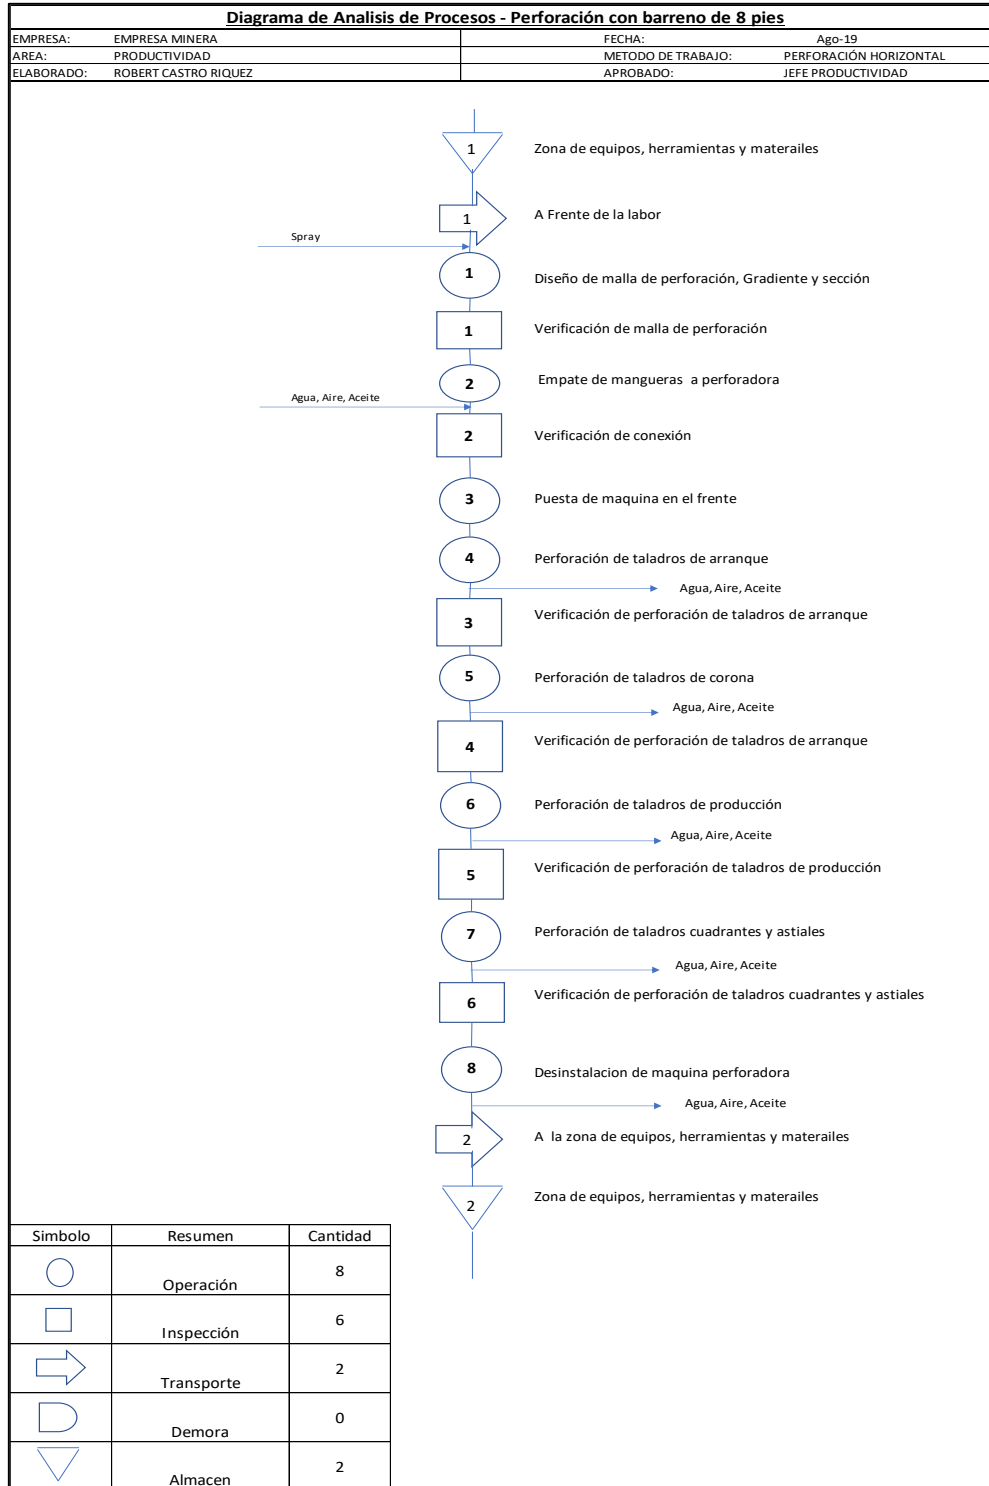 Diagrama de Analisis de Procesos - Perforación con barreno de 8 pies
EMPRESA: EMPRESA MINERA FECHA: Ago-19
AREA: PRODUCTIVIDAD METODO DE TRABAJO: PERFORACIÓN HORIZONTAL
ELABORADO: ROBERT CASTRO RIQUEZ APROBADO: JEFE PRODUCTIVIDAD
1 Zona de equipos, herramientas y materailes
1 A Frente de la labor
Spray
1 Diseño de malla de perforación, Gradiente y sección
1 Verificación de malla de perforación
2 Empate de mangueras a perforadora
Agua, Aire, Aceite
2 Verificación de conexión
3 Puesta de maquina en el frente
4 Perforación de taladros de arranque
Agua, Aire, Aceite
3 Verificación de perforación de taladros de arranque
5 Perforación de taladros de corona
Agua, Aire, Aceite
4 Verificación de perforación de taladros de arranque
6 Perforación de taladros de producción
Agua, Aire, Aceite
5 Verificación de perforación de taladros de producción
7 Perforación de taladros cuadrantes y astiales
Agua, Aire, Aceite
6 Verificación de perforación de taladros cuadrantes y astiales
8 Desinstalacion de maquina perforadora
Agua, Aire, Aceite
2 A la zona de equipos, herramientas y materailes
2 Zona de equipos, herramientas y materailes
Simbolo Resumen Cantidad
Operación 8
Inspección 6
Transporte 2
Demora 0
Almacen 2